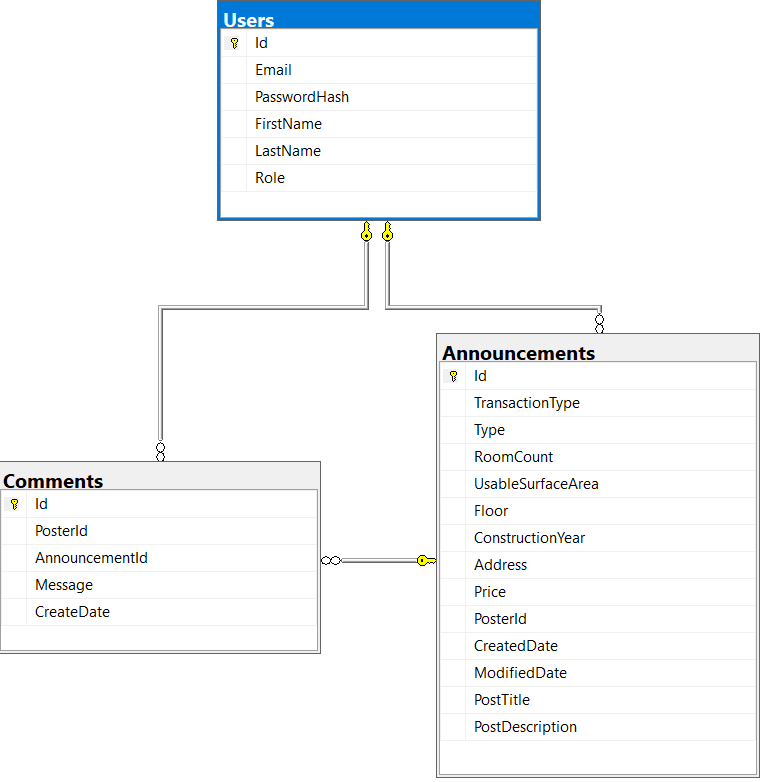 Users
Id
Email
PasswordHash
FirstName
LastName
Role
Announcements
Id
TransactionType
Type
RoomCount
UsableSurfaceArea
Floor
ConstructionYear
Address
Price
PosterId
CreatedDate
ModifiedDate
PostTitle
PostDescription
Comments
Id
PosterId
AnnouncementId
Message
CreateDate